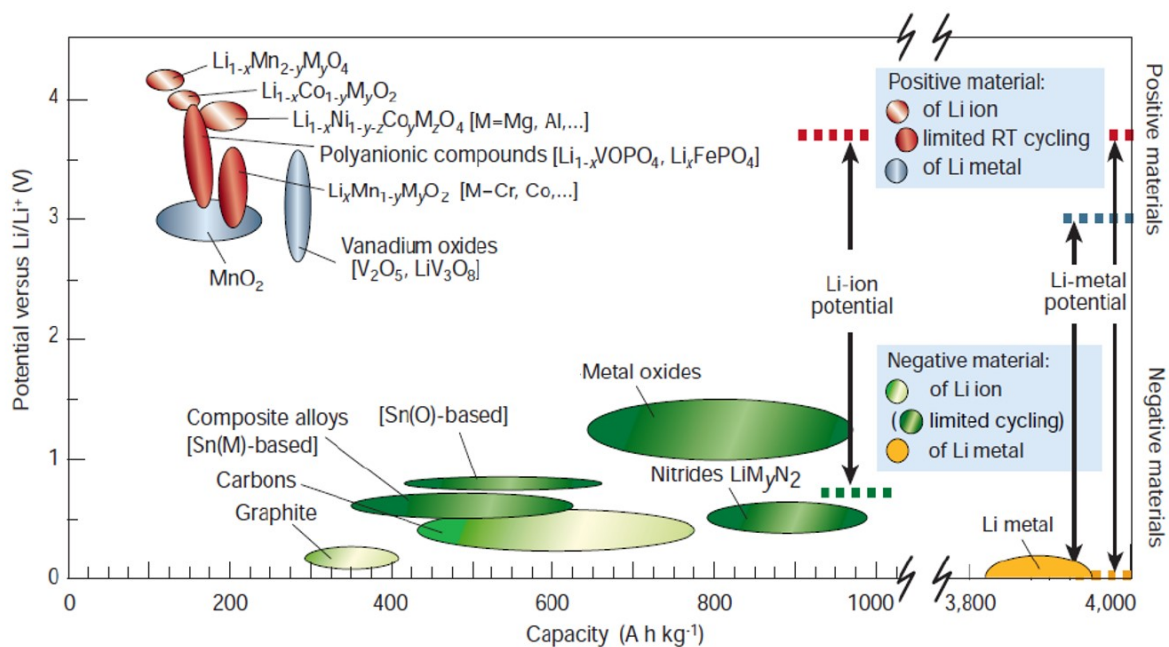 Li₁₋ₓMn₂₋yMyO₄
Li₁₋ₓCo₁₋yMyO₂
Li₁₋ₓNi₁₋y₋zCoyMzO₄ [M=Mg, Al,...]
Polyanionic compounds [Li₁₋ₓVOPO₄, LiₓFePO₄]
LiₓMn₁₋yMyO₂ [M–Cr, Co,...]
Vanadium oxides
[V₂O₅, LiV₃O₈]
MnO₂
Positive material:
of Li ion
limited RT cycling
of Li metal
Li-ion
potential
Li-metal
potential
Negative material:
of Li ion
(limited cycling)
of Li metal
Metal oxides
[Sn(O)-based]
Composite alloys
[Sn(M)-based]
Carbons
Graphite
Nitrides LiMyN2
Li metal
Positive materials
Negative materials
Potential versus Li/Li⁺ (V)
4
3
2
1
0
0 200 400 600 800 1000 3,800 4,000
Capacity (A h kg⁻¹)